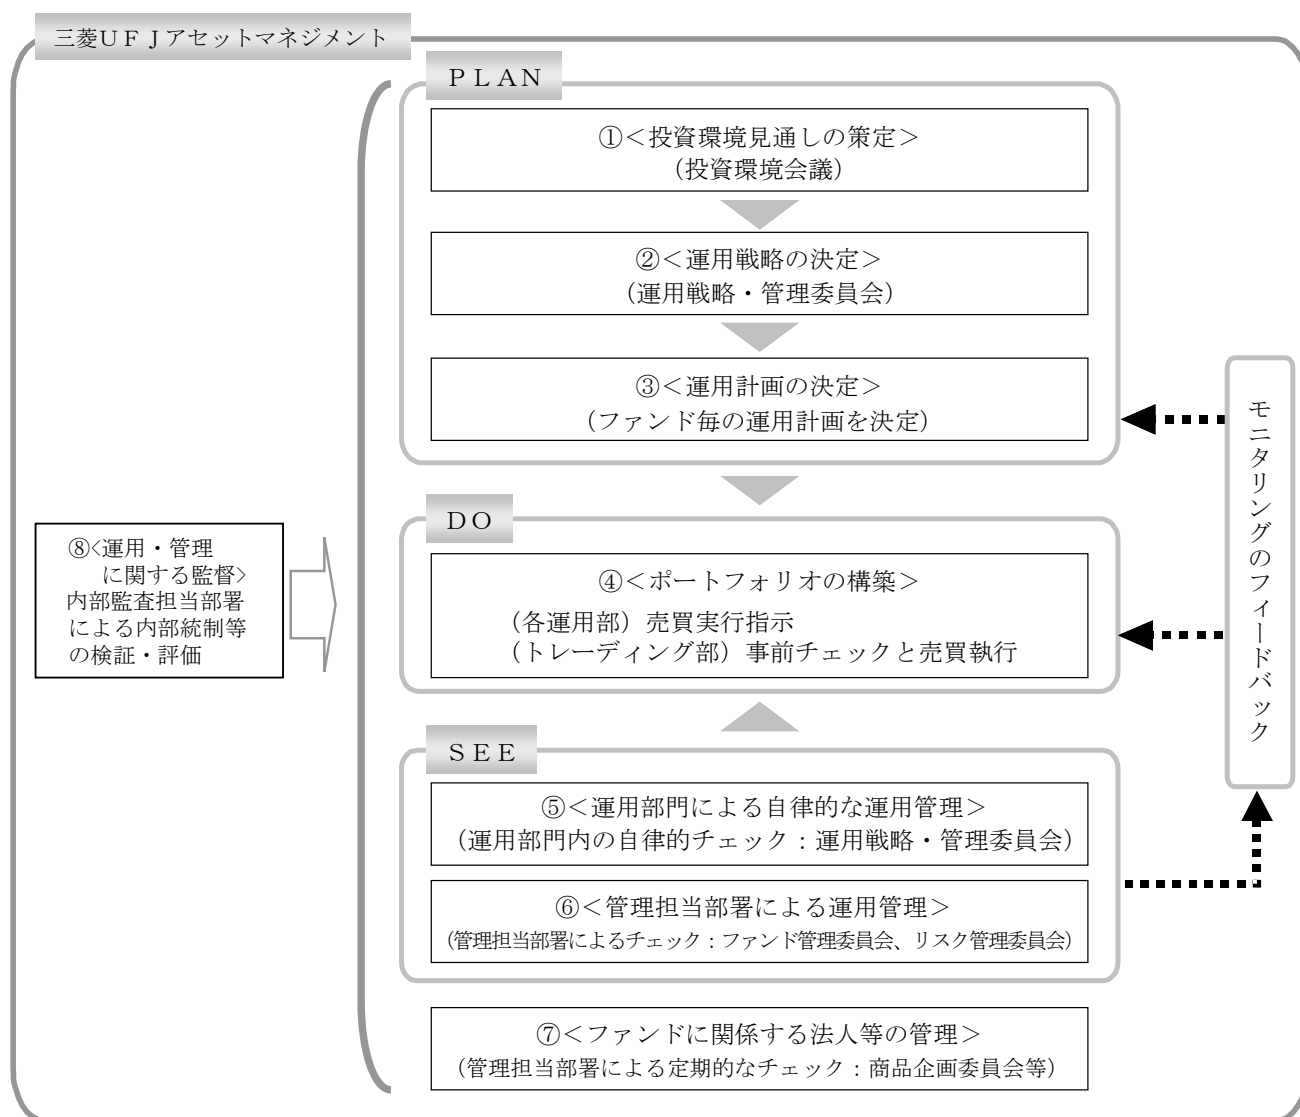 三菱ＵＦＪアセットマネジメント
ＰＬＡＮ
①＜投資環境見通しの策定＞
（投資環境会議）
②＜運用戦略の決定＞
（運用戦略・管理委員会）
③＜運用計画の決定＞
（ファンド毎の運用計画を決定）
ＤＯ
④＜ポートフォリオの構築＞
（各運用部）売買実行指示
（トレーディング部）事前チェックと売買執行
ＳＥＥ
⑤＜運用部門による自律的な運用管理＞
（運用部門内の自律的チェック：運用戦略・管理委員会）
⑥＜管理担当部署による運用管理＞
（管理担当部署によるチェック：ファンド管理委員会、リスク管理委員会）
⑦＜ファンドに関係する法人等の管理＞
（管理担当部署による定期的なチェック：商品企画委員会等）
⑧<運用・管理
に関する監督>
内部監査担当部署
による内部統制等
の検証・評価
モニタリングのフィードバック